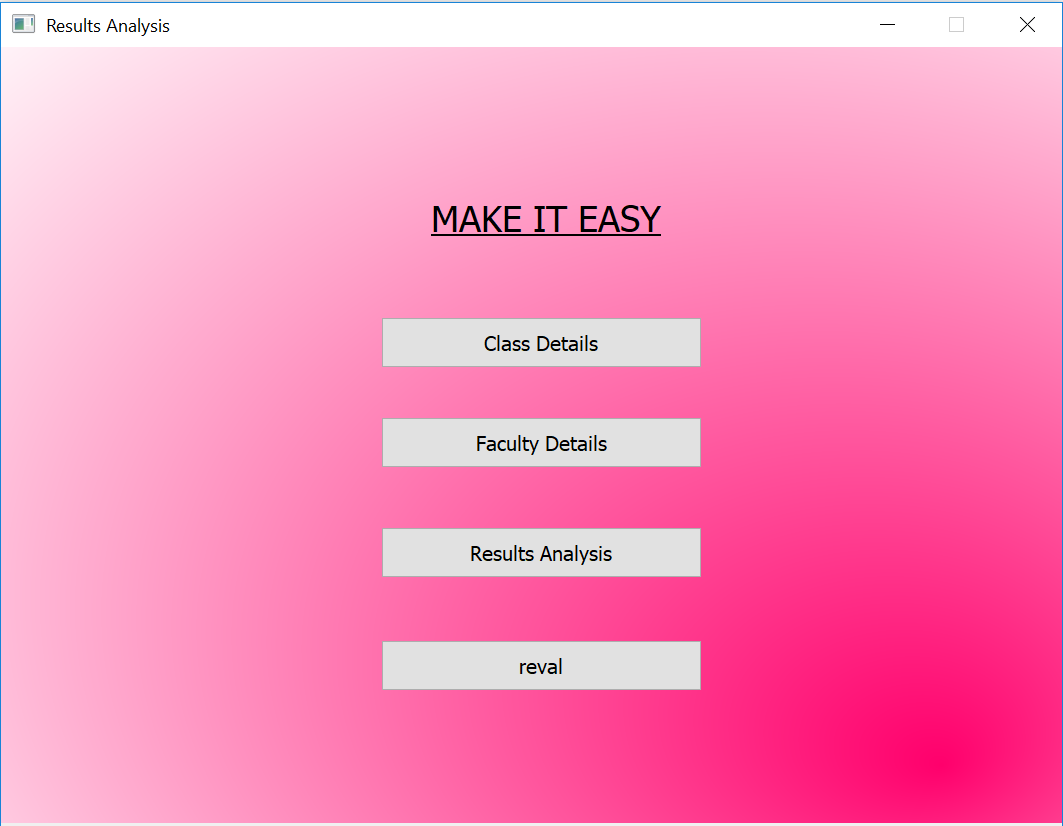 Results Analysis
MAKE IT EASY
Class Details
Faculty Details
Results Analysis
reval